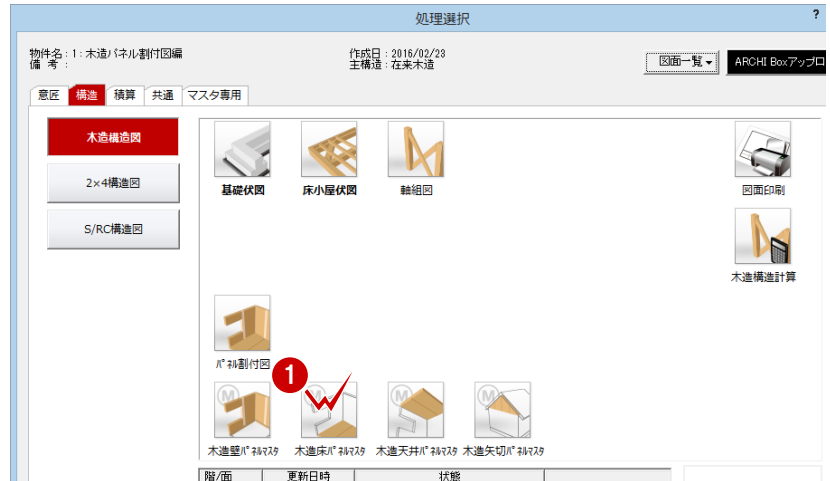 処理選択
?
物件名：1：木造パネル割付図編
備 考：
作成日：2016/02/23
主構造：在来木造
図面一覧
ARCHI Boxアップロ
意匠
構造
積算
共通
マスタ専用
木造構造図
2×4構造図
S/RC構造図
基礎伏図
床小屋伏図
軸組図
図面印刷
木造構造計算
ﾊﾟﾈﾙ割付図
1
M
M
M
M
木造壁ﾊﾟﾈﾙﾏｽﾀ
木造床ﾊﾟﾈﾙﾏｽﾀ
木造天井ﾊﾟﾈﾙﾏｽﾀ
木造矢切ﾊﾟﾈﾙﾏｽﾀ
階/面
更新日時
状態